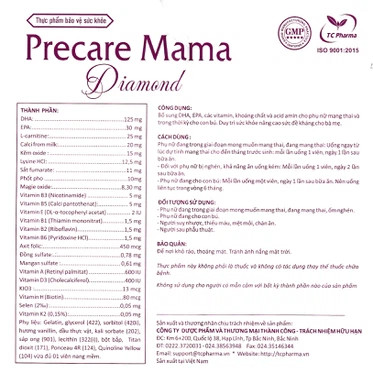 Thực phẩm bảo vệ sức khỏe
Precare Mama
Diamond
GMP
TC Pharma
ISO 9001:2015
THÀNH PHẦN:
DHA: 125 mg
EPA: 30 mg
L-carnitine: 25 mg
Calci from milk: 20 mg
Kẽm oxide: 15 mg
Lysine HCl: 12,5 mg
Sắt fumarate: 11 mg
Phốt pho: 10mg
Magie oxide: 8,30 mg
Vitamin B3 (Nicotinamide) 5 mg
Vitamin B5 (Calci pantothenat): 5 mg
Vitamin E (DL-α tocopheryl acetate) 2 IU
Vitamin B1 (Thiamin mononitrat) 1,5 mg
Vitamin B2 (Riboflavin), 1,5 mg
Vitamin B6 (Pyridoxine HCl), 1,5 mg
Axit folic: 450 mcg
Đồng sulfate: 0,78 mg
Mangan sulfate: 0,61 mg
Vitamin A (Retinyl palmitate) 600 IU
Vitamin D3 (Cholecalciferol) 400 IU
KIO3 13 mcg
Vitamin H (Biotin) 80 mcg
Selen (2%) 0,05 mg
Vitamin K2 (0,15%) 0,05 mg
Phụ liệu: Gelatin, glycerol (422), sorbitol (420),
hương vanillin, dầu thực vật, kali sorbat (202),
sáp ong (901), lecithin (322(i)), bột bắp, Titan
dioxit (171), Ponceau 4R (124), Quinoline Yellow
(104) vừa đủ 01 viên nang mềm.
CÔNG DỤNG:
Bổ sung DHA, EPA, các vitamin, khoáng chất và acid amin cho phụ nữ mang thai và
trong thời kỳ cho con bú. Duy trì sức khỏe nâng cao sức đề kháng cho bà mẹ.
CÁCH DÙNG:
Phụ nữ đang trong giai đoạn mong muốn mang thai, đang mang thai: Uống ngay từ
lúc dự tính mang thai cho đến tháng trước sinh: mỗi lần uống 1 viên, ngày 1 lần sau
bữa ăn.
- Đối với phụ nữ bị nghén, khả năng ăn uống kém: Mỗi lần uống 1 viên, ngày 2 lần
sau bữa ăn.
- Phụ nữ đang cho con bú: Mỗi lần uống một viên, ngày 1 lần sau bữa ăn. Nên uống
liên tục trong vòng 6 tháng.
ĐỐI TƯỢNG SỬ DỤNG:
- Phụ nữ đang trong giai đoạn mong muốn mang thai, đang mang thai, ốm nghén.
- Phụ nữ đang cho con bú.
- Người suy nhược, thiếu máu, mệt mỏi, chán ăn.
- Người sau phẫu thuật.
BẢO QUẢN:
Để nơi khô ráo, thoáng mát. Tránh ánh nắng mặt trời.
Thực phẩm này không phải là thuốc và không có tác dụng thay thế thuốc chữa
bệnh
Không sử dụng cho người có mẫn cảm với bất kỳ thành phần nào của sản phẩm.
Sản xuất và thương nhân chịu trách nhiệm về sản phẩm:
CÔNG TY DƯỢC PHẨM VÀ THƯƠNG MẠI THÀNH CÔNG - TRÁCH NHIỆM HỮU HẠN
ĐC: Km 6+200, Quốc lộ 38, Hạp Lĩnh, Tp Bắc Ninh, Bắc Ninh
ĐT: 0222.3720031 - 024.38563948 Fax: 024.35641346
Email: support@tcpharma.vn * Website: http://tcpharma.vn
Sản xuất tại Việt Nam